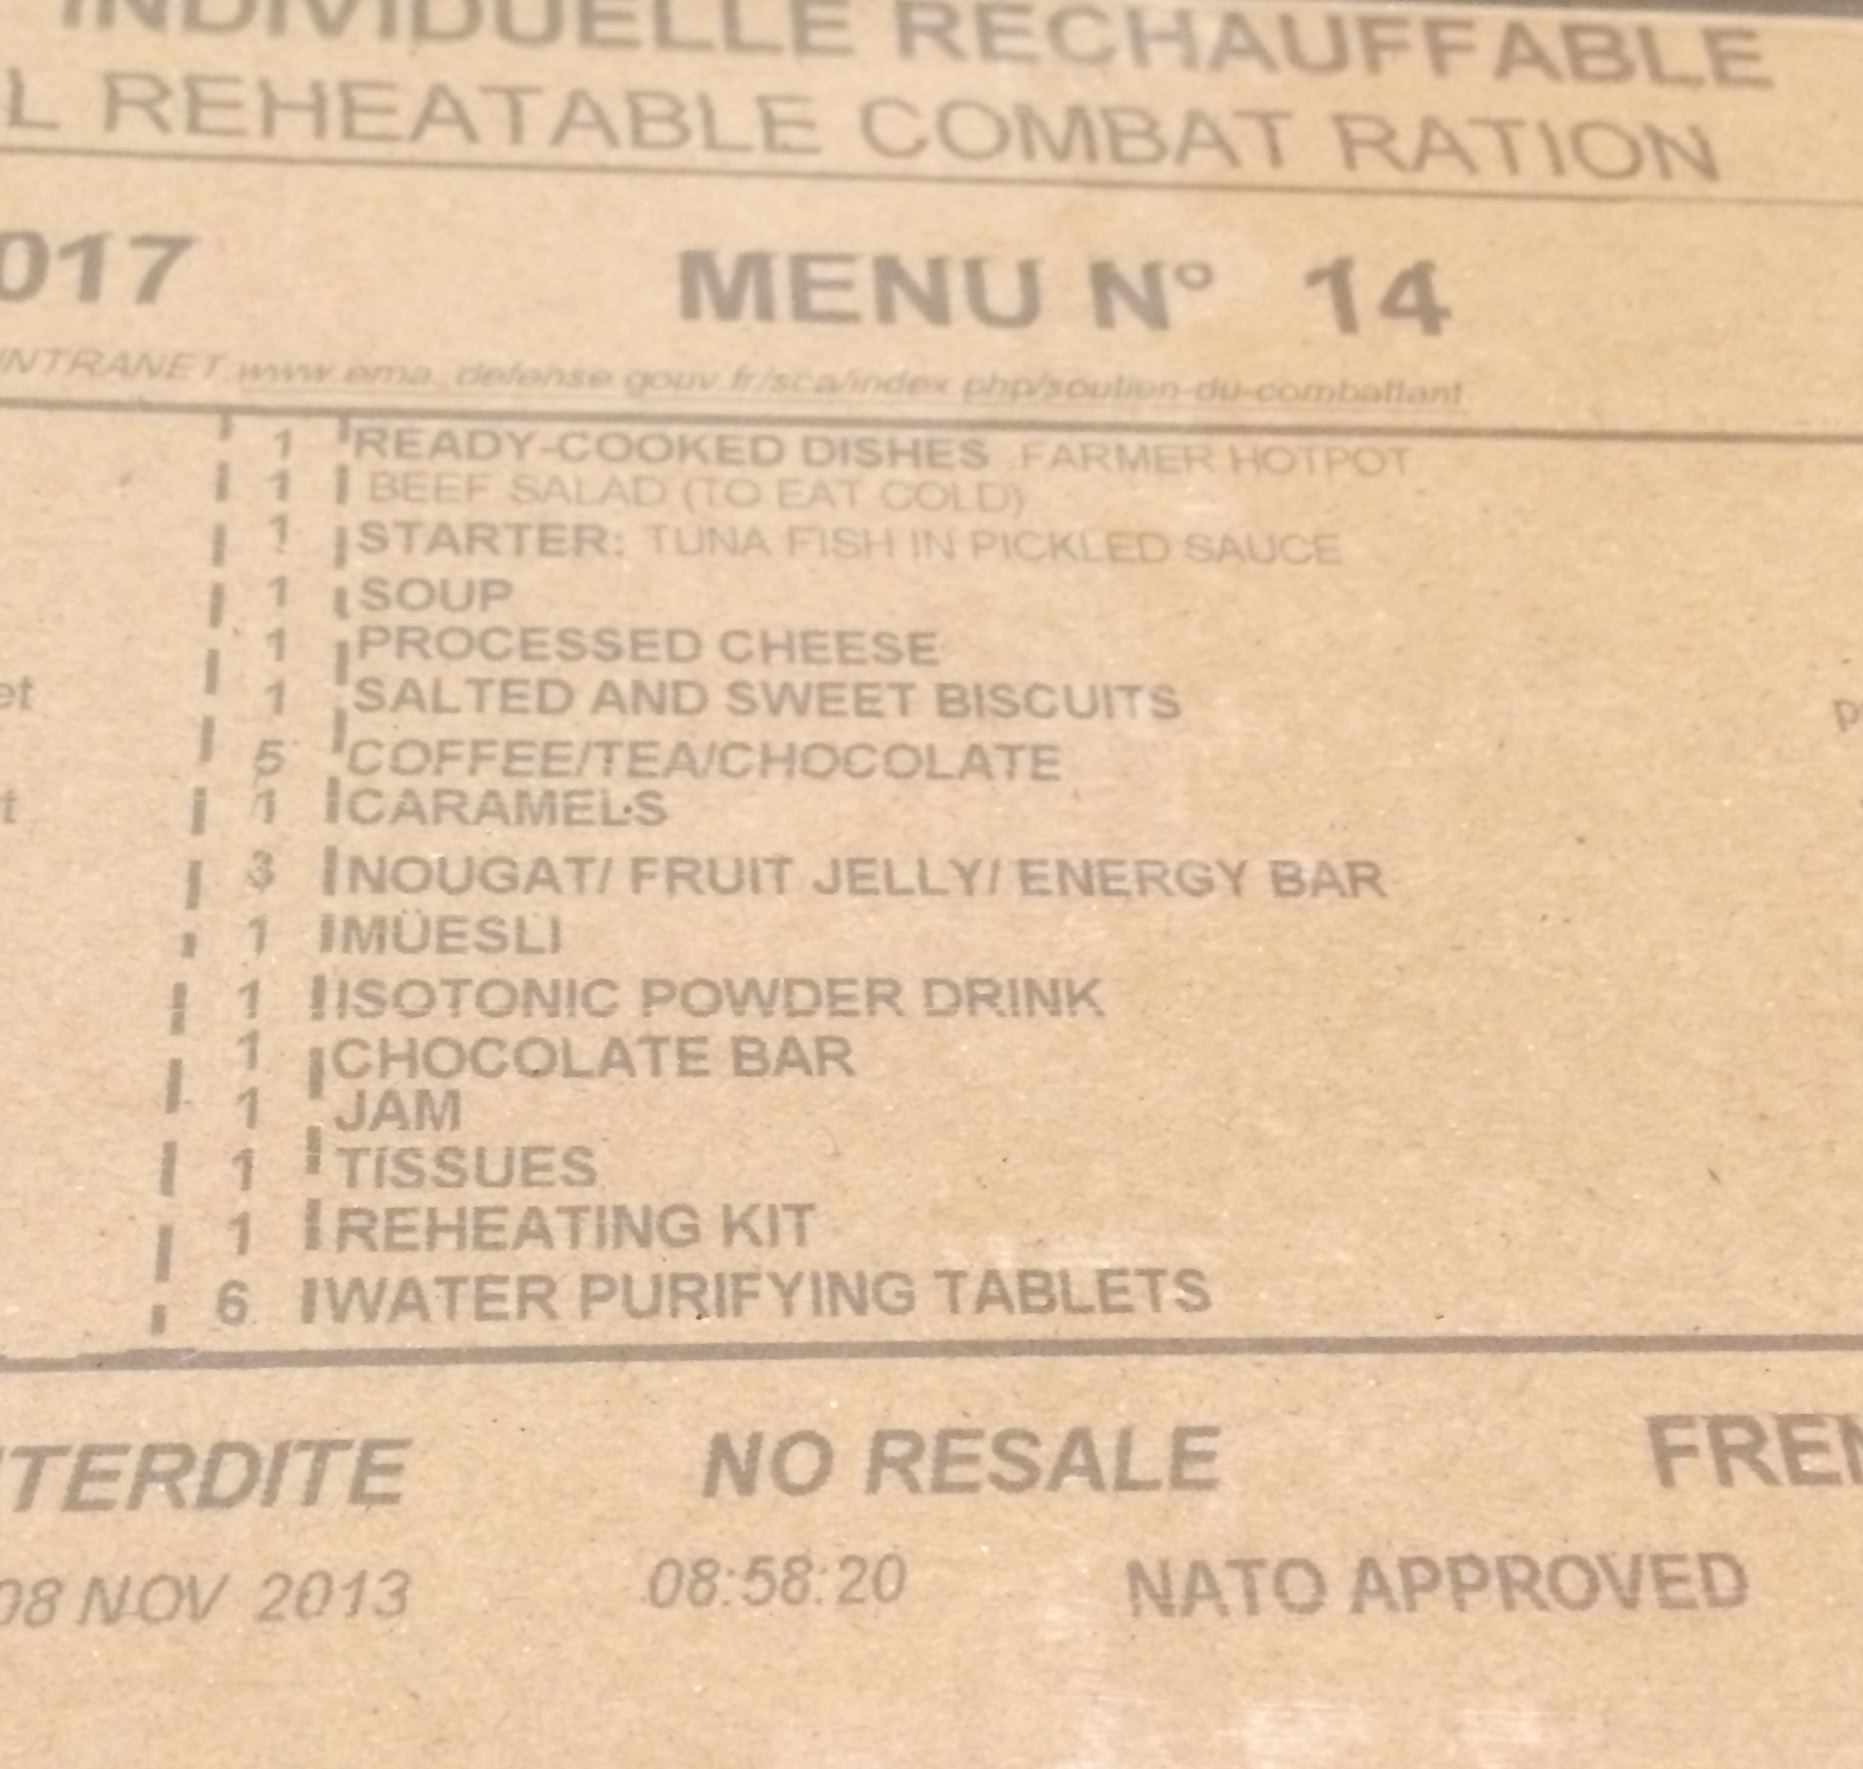 INDIVIDUELLE RECHAUFFABLE
L REHEATABLE COMBAT RATION
017 MENU N° 14
INTRANET www.ema.defense.gouv.fr/sca/index.php/soutien-du-combattant
1 READY-COOKED DISHES FARMER HOTPOT
1 BEEF SALAD (TO EAT COLD)
1 STARTER: TUNA FISH IN PICKLED SAUCE
1 SOUP
1 PROCESSED CHEESE
et 1 SALTED AND SWEET BISCUITS p
5 COFFEE/TEA/CHOCOLATE
t 1 CARAMELS
3 NOUGAT/ FRUIT JELLY/ ENERGY BAR
1 MÜESLI
1 ISOTONIC POWDER DRINK
1 CHOCOLATE BAR
1 JAM
1 TISSUES
1 REHEATING KIT
6 WATER PURIFYING TABLETS
TERDITE NO RESALE FREN
08 NOV 2013 08:58:20 NATO APPROVED